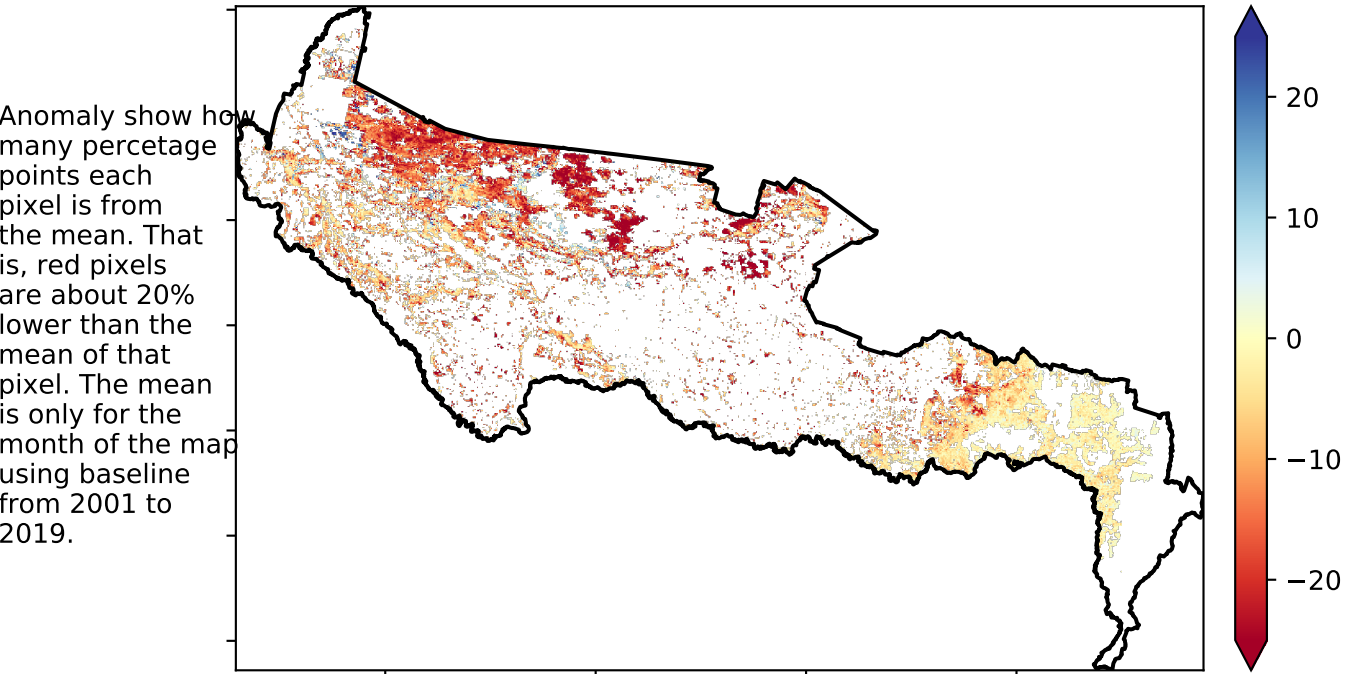 Anomaly show how
many percetage
points each
pixel is from
the mean. That
is, red pixels
are about 20%
lower than the
mean of that
pixel. The mean
is only for the
month of the map
using baseline
from 2001 to
2019.
20
10
0
−10
−20